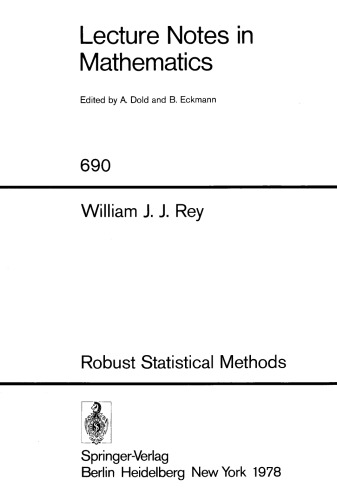 Lecture Notes in
Mathematics
Edited by A. Dold and B. Eckmann
690
William J. J. Rey
Robust Statistical Methods
Springer-Verlag
Berlin Heidelberg New York 1978